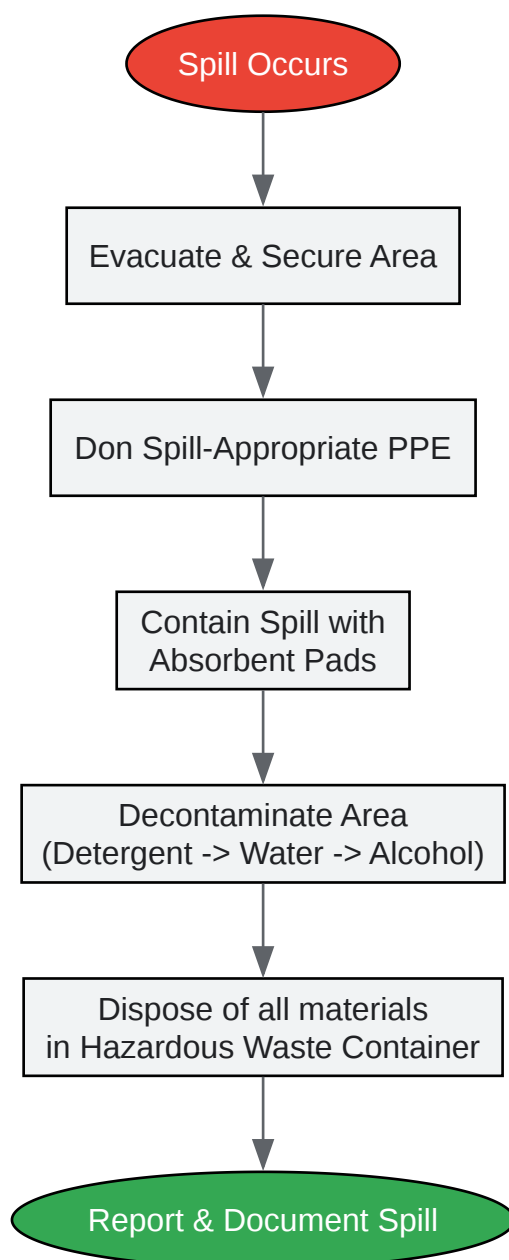 Spill Occurs
Evacuate & Secure Area
Don Spill-Appropriate PPE
Contain Spill with
Absorbent Pads
Decontaminate Area
(Detergent -> Water -> Alcohol)
Dispose of all materials
in Hazardous Waste Container
Report & Document Spill